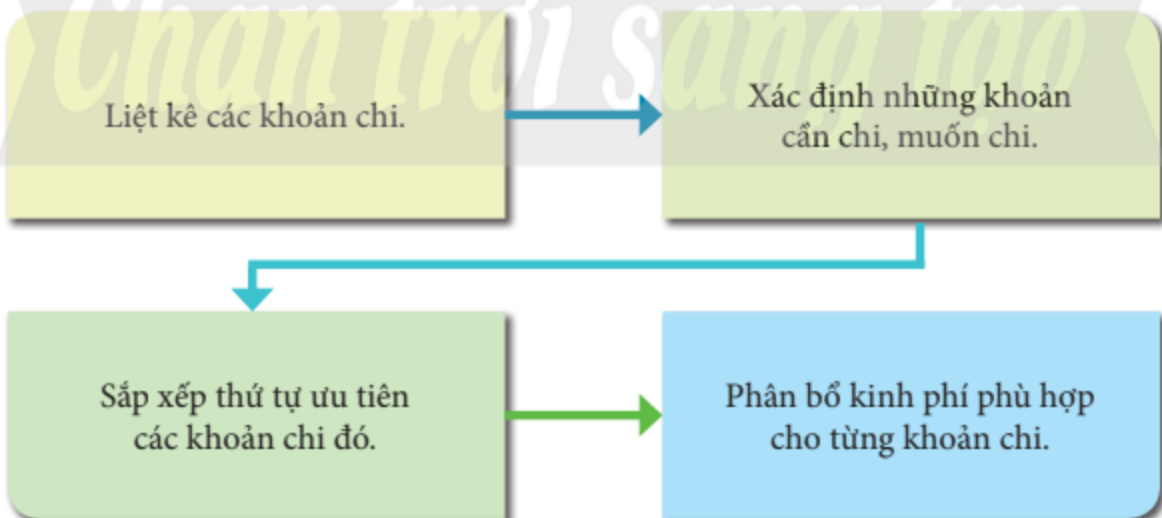 Chân trời sáng tạo
Liệt kê các khoản chi.
Xác định những khoản
cần chi, muốn chi.
Sắp xếp thứ tự ưu tiên
các khoản chi đó.
Phân bổ kinh phí phù hợp
cho từng khoản chi.